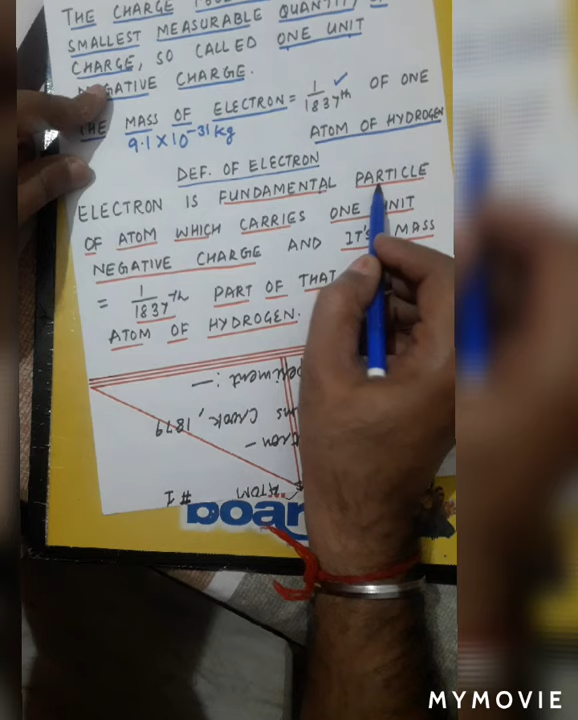 THE CHARGE
SMALLEST MEASURABLE QUANTITY
CHARGE, SO CALLED ONE UNIT
NEGATIVE CHARGE.
THE MASS OF ELECTRON = 1/1837th OF ONE
9.1 X 10^-31 kg ATOM OF HYDROGEN
DEF. OF ELECTRON
ELECTRON IS FUNDAMENTAL PARTICLE
OF ATOM WHICH CARRIES ONE UNIT
NEGATIVE CHARGE AND IT'S MASS
= 1/1837th PART OF THAT
ATOM OF HYDROGEN.
Crook, 1879
ATOM #1
boar
MYMOVIE